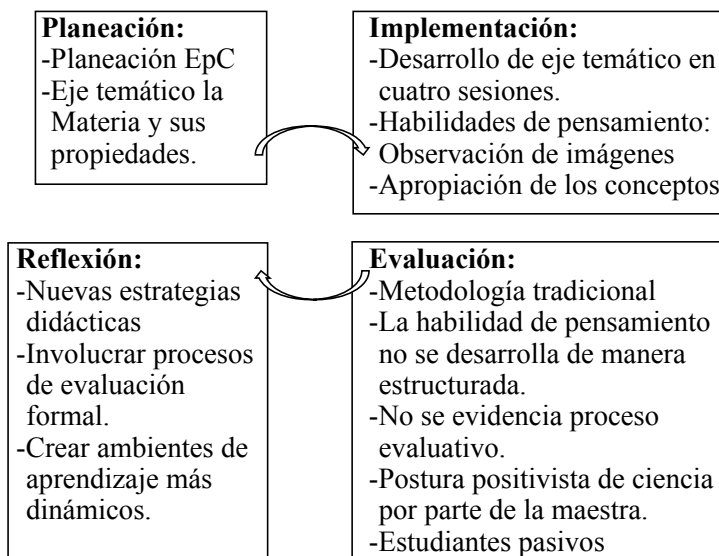 Planeación:
-Planeación EpC
-Eje temático la
Materia y sus
propiedades.
Implementación:
-Desarrollo de eje temático en
cuatro sesiones.
-Habilidades de pensamiento:
Observación de imágenes
-Apropiación de los conceptos
Reflexión:
-Nuevas estrategias
didácticas
-Involucrar procesos
de evaluación
formal.
-Crear ambientes de
aprendizaje más
dinámicos.
Evaluación:
-Metodología tradicional
-La habilidad de pensamiento
no se desarrolla de manera
estructurada.
-No se evidencia proceso
evaluativo.
-Postura positivista de ciencia
por parte de la maestra.
-Estudiantes pasivos